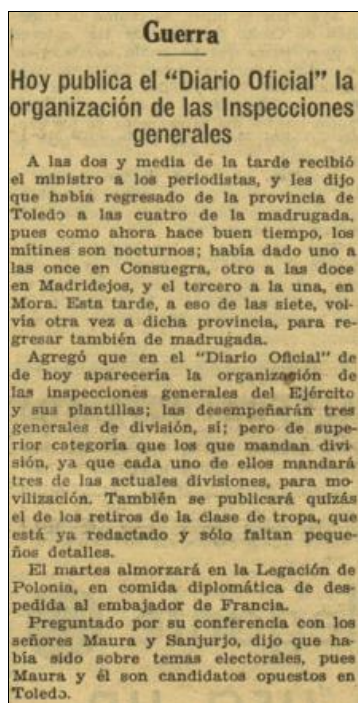 Guerra
Hoy publica el "Diario Oficial" la
organización de las Inspecciones
generales
A las dos y media de la tarde recibió
el ministro a los periodistas, y les dijo
que había regresado de la provincia de
Toledo a las cuatro de la madrugada,
pues como ahora hace buen tiempo, los
mítines son nocturnos; había dado uno a
las once en Consuegra, otro a las doce
en Madridejos, y el tercero a la una, en
Mora. Esta tarde, a eso de las siete, vol-
vía otra vez a dicha provincia, para re-
gresar también de madrugada.
Agregó que en el "Diario Oficial" de
de hoy aparecería la organización de
las inspecciones generales del Ejército
y sus plantillas; las desempeñarán tres
generales de división, sí; pero de supe-
rior categoría que los que mandan divi-
sión, ya que cada uno de ellos mandará
tres de las actuales divisiones, para mo-
vilización. También se publicará quizás
el de los retiros de la clase de tropa, que
está ya redactado y sólo faltan peque-
ños detalles.
El martes almorzará en la Legación de
Polonia, en comida diplomática de des-
pedida al embajador de Francia.
Preguntado por su conferencia con los
señores Maura y Sanjurjo, dijo que ha-
bía sido sobre temas electorales, pues
Maura y él son candidatos opuestos en
Toledo.